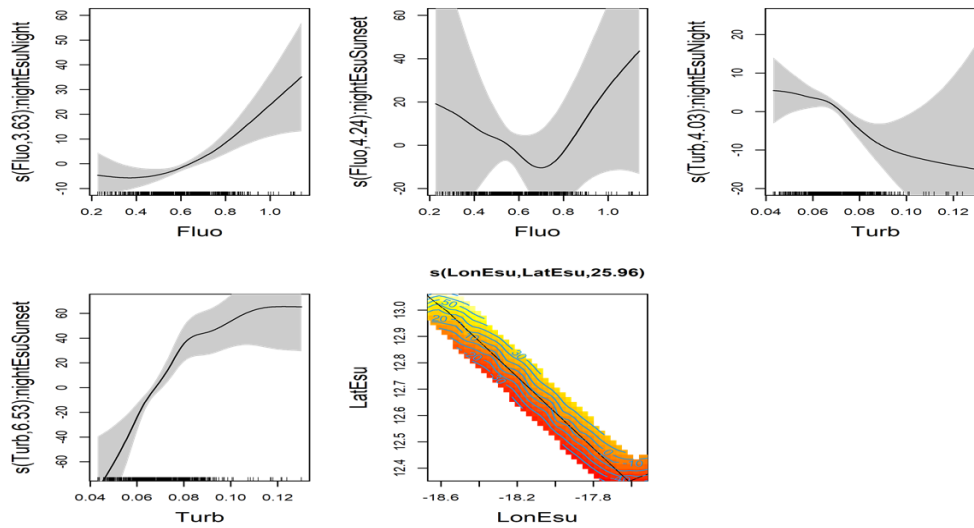 s(Fluo,3.63):nightEsuNight
60
50
40
30
20
10
0
-10
0.2 0.4 0.6 0.8 1.0
Fluo
s(Fluo,4.24):nightEsuSunset
60
40
20
0
-20
0.2 0.4 0.6 0.8 1.0
Fluo
s(Turb,4.03):nightEsuNight
20
10
0
-10
-20
0.04 0.06 0.08 0.10 0.12
Turb
s(Turb,6.53):nightEsuSunset
60
40
20
0
-20
-40
-60
0.04 0.06 0.08 0.10 0.12
Turb
s(LonEsu,LatEsu,25.96)
LatEsu
13.0
12.9
12.8
12.7
12.6
12.5
12.4
-18.6 -18.2 -17.8
LonEsu